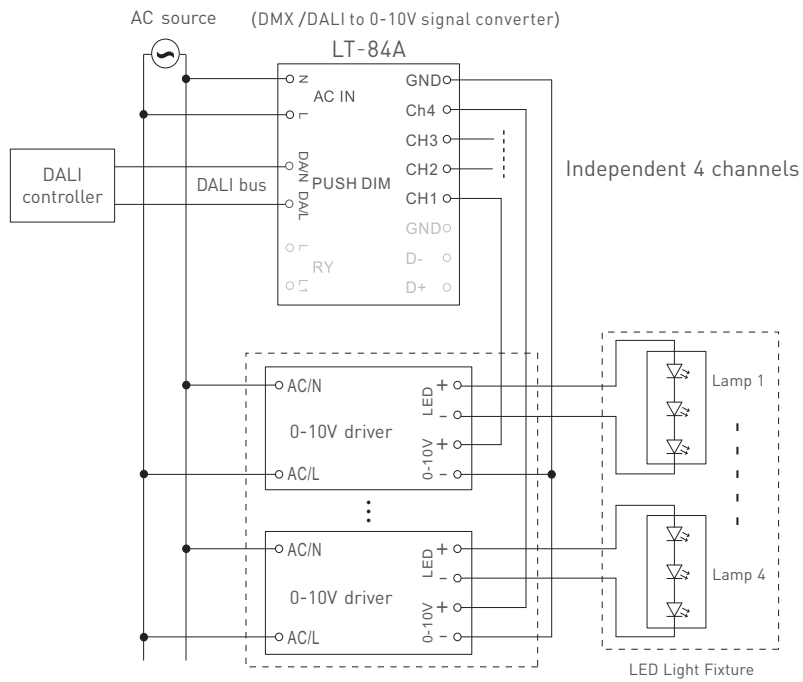 AC source
(DMX /DALI to 0-10V signal converter)
LT-84A
N
AC IN
L
DA/N
PUSH DIM
DA/L
L
RY
L1
GND
Ch4
CH3
CH2
CH1
GND
D-
D+
DALI
controller
DALI bus
Independent 4 channels
AC/N
0-10V driver
AC/L
LED
+
-
0-10V
+
-
Lamp 1
AC/N
0-10V driver
AC/L
LED
+
-
0-10V
+
-
Lamp 4
LED Light Fixture